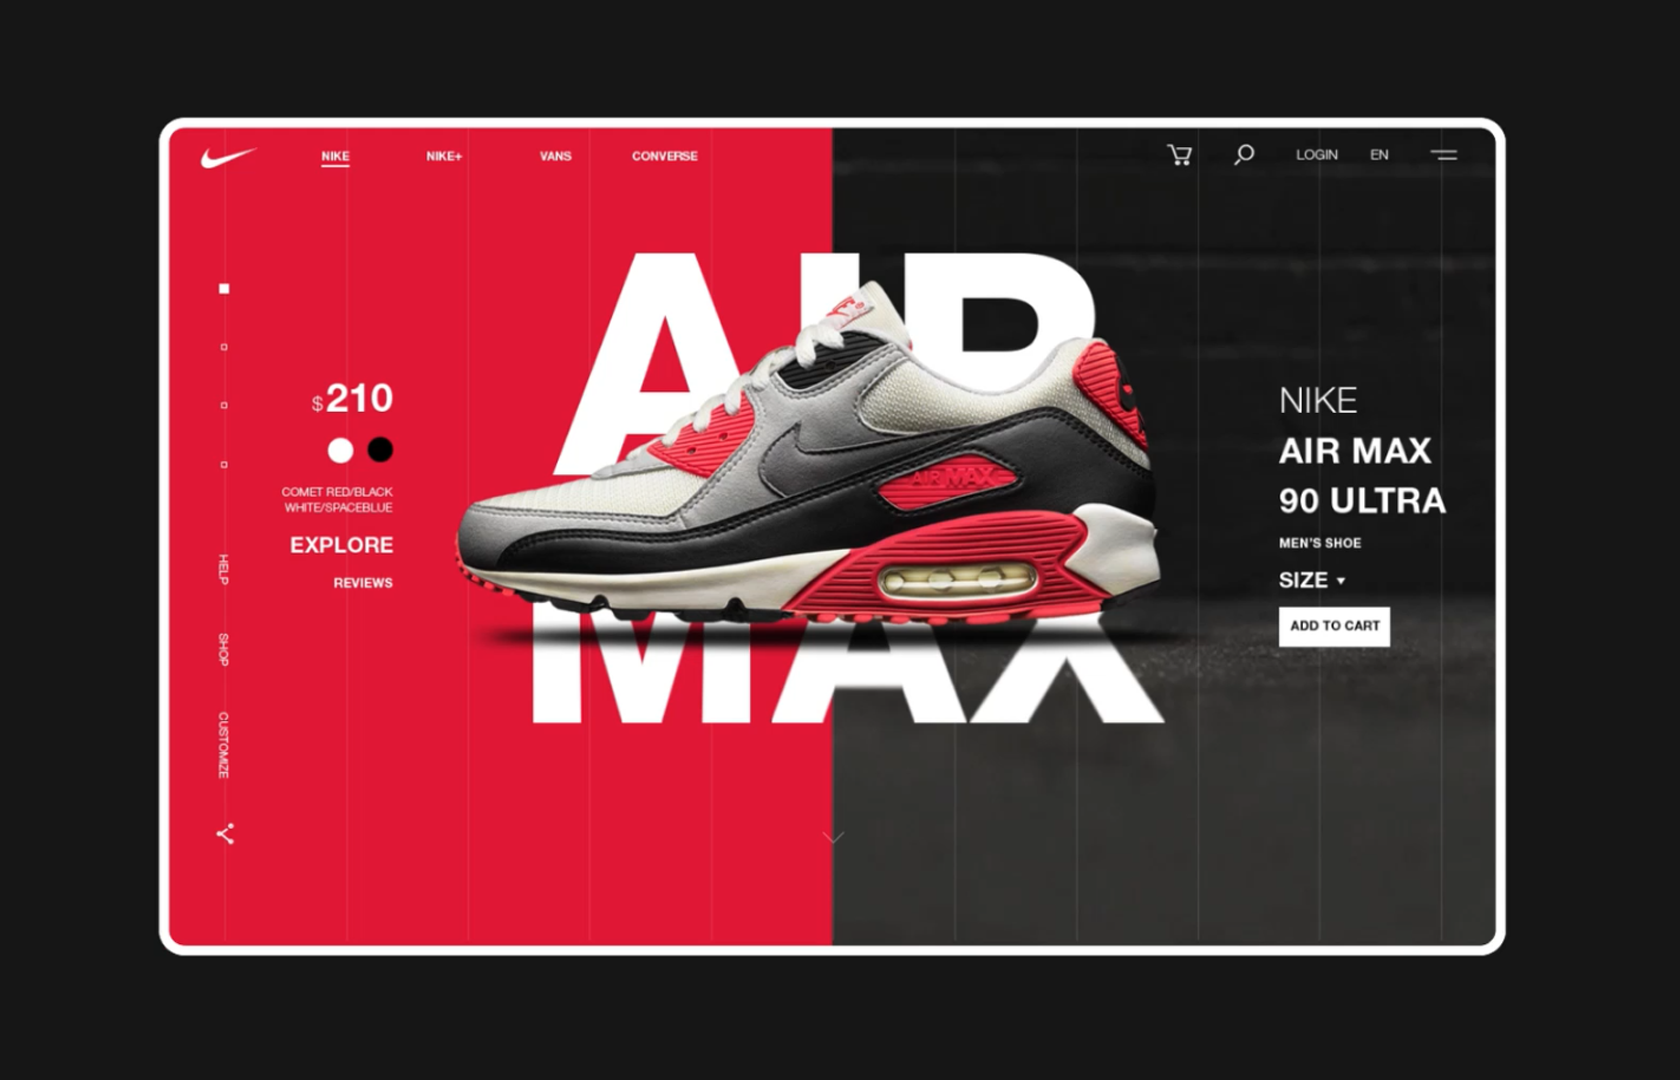 NIKE
NIKE+
VANS
CONVERSE
LOGIN
EN
AIR
MAX
AIR MAX
$210
COMET RED/BLACK
WHITE/SPACEBLUE
EXPLORE
REVIEWS
HELP
SHOP
CUSTOMIZE
NIKE
AIR MAX
90 ULTRA
MEN'S SHOE
SIZE
ADD TO CART